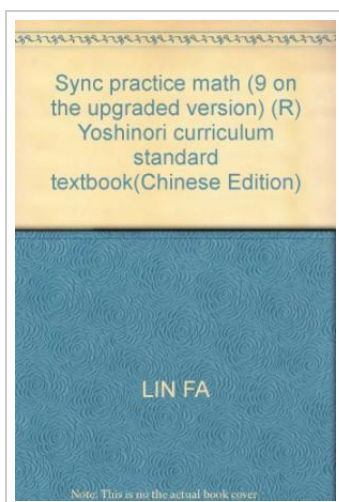 Sync practice math (9 on
the upgraded version) (R)
Yoshinori curriculum
standard
textbook(Chinese Edition)
LIN FA
Note: This is no the actual book cover